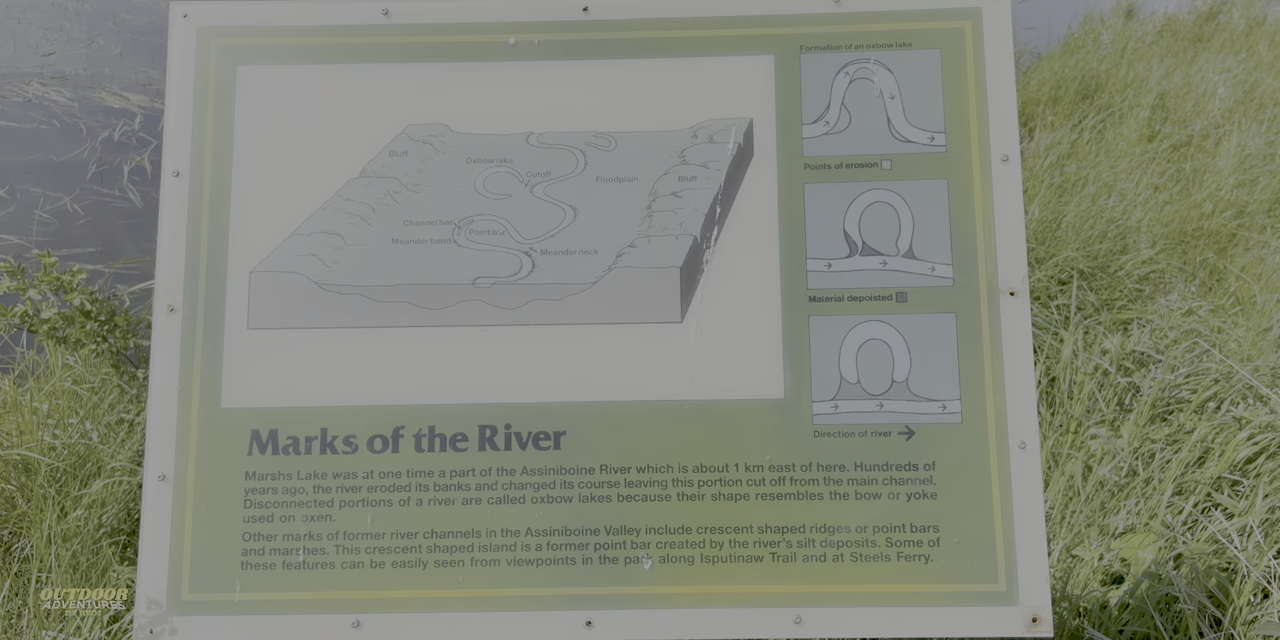 Formation of an oxbow lake
Bluff
Oxbow lake
Cutoff
Floodplain
Bluff
Channel bar
Point bar
Meander bend
Meander neck
Points of erosion
Material depoisted
Direction of river
Marks of the River
Marshs Lake was at one time a part of the Assiniboine River which is about 1 km east of here. Hundreds of
years ago, the river eroded its banks and changed its course leaving this portion cut off from the main channel.
Disconnected portions of a river are called oxbow lakes because their shape resembles the bow or yoke
used on oxen.
Other marks of former river channels in the Assiniboine Valley include crescent shaped ridges or point bars
and marshes. This crescent shaped island is a former point bar created by the river's silt deposits. Some of
these features can be easily seen from viewpoints in the park along Isputinaw Trail and at Steels Ferry.
OUTDOOR
ADVENTURES